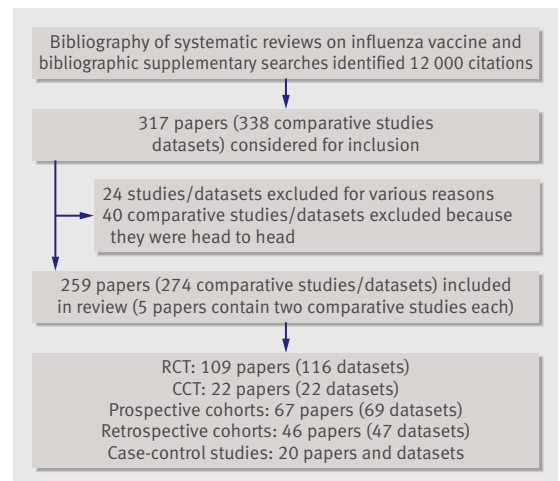 Bibliography of systematic reviews on influenza vaccine and
bibliographic supplementary searches identified 12 000 citations
317 papers (338 comparative studies
datasets) considered for inclusion
24 studies/datasets excluded for various reasons
40 comparative studies/datasets excluded because
they were head to head
259 papers (274 comparative studies/datasets) included
in review (5 papers contain two comparative studies each)
RCT: 109 papers (116 datasets)
CCT: 22 papers (22 datasets)
Prospective cohorts: 67 papers (69 datasets)
Retrospective cohorts: 46 papers (47 datasets)
Case-control studies: 20 papers and datasets